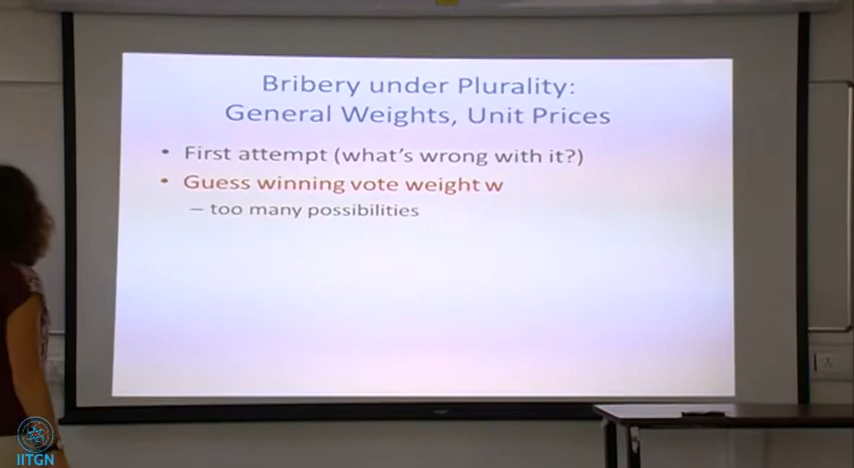 Bribery under Plurality:
General Weights, Unit Prices
• First attempt (what's wrong with it?)
• Guess winning vote weight w
– too many possibilities
IITGN